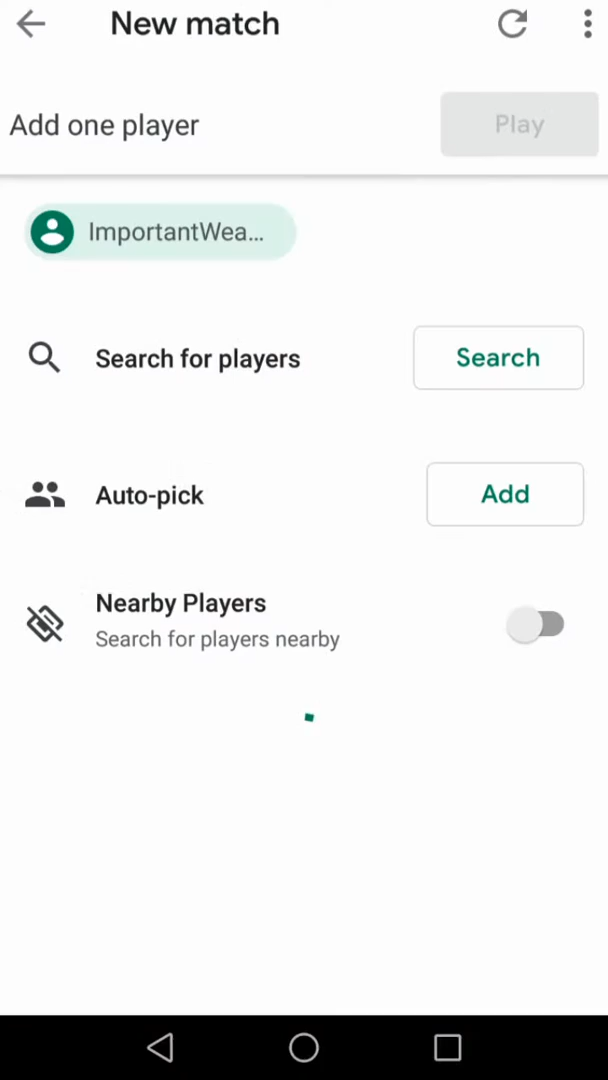 New match
Add one player
Play
ImportantWea...
Search for players
Search
Auto-pick
Add
Nearby Players
Search for players nearby